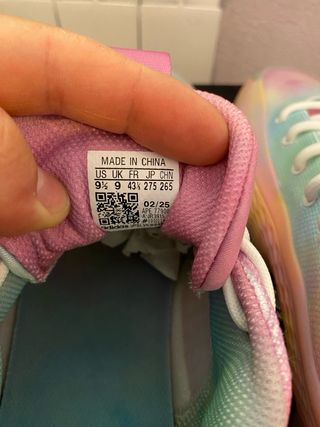 MADE IN CHINA
US UK FR JP CHN
9½ 9 43⅓ 275 265
02/25
adidas